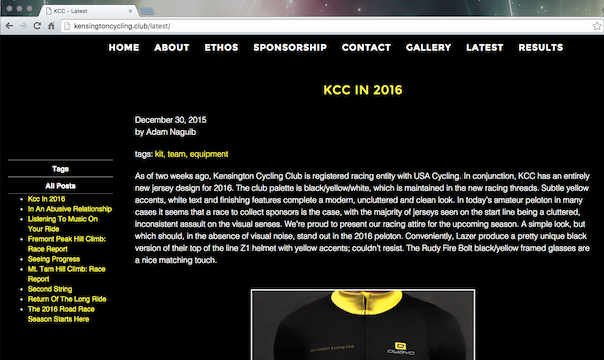 KCC - Latest
kensingtoncycling.club/latest/
HOME ABOUT ETHOS SPONSORSHIP CONTACT GALLERY LATEST RESULTS
KCC IN 2016
December 30, 2015
by Adam Naguib
tags: kit, team, equipment
As of two weeks ago, Kensington Cycling Club is registered racing entity with USA Cycling. In conjunction, KCC has an entirely
new jersey design for 2016. The club palette is black/yellow/white, which is maintained in the new racing threads. Subtle yellow
accents, white text and finishing features complete a modern, uncluttered and clean look. In today's amateur peloton in many
cases it seems that a race to collect sponsors is the case, with the majority of jerseys seen on the start line being a cluttered,
inconsistent assault on the visual senses. We're proud to present our racing attire for the upcoming season. A simple look, but
which should, in the absence of visual noise, stand out in the 2016 peloton. Conveniently, Lazer produce a pretty unique black
version of their top of the line Z1 helmet with yellow accents; couldn't resist. The Rudy Fire Bolt black/yellow framed glasses are
a nice matching touch.
Tags
All Posts
Kcc In 2016
In An Abusive Relationship
Listening To Music On
Your Ride
Fremont Peak Hill Climb:
Race Report
Seeing Progress
Mt. Tam Hill Climb: Race
Report
Second String
Return Of The Long Ride
The 2016 Road Race
Season Starts Here
Kensington Cycling Club
owayo